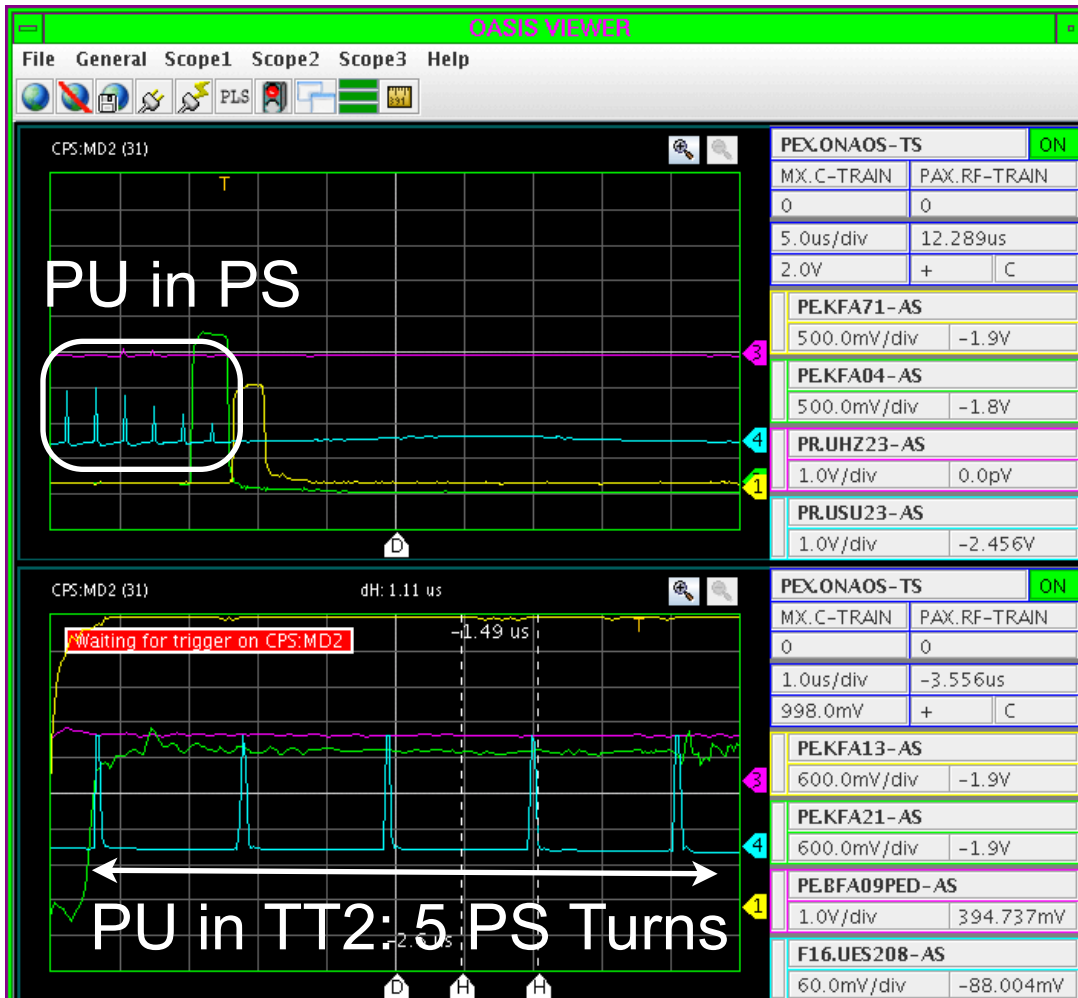 OASIS VIEWER
File General Scope1 Scope2 Scope3 Help
PLS
CPS:MD2 (31)
T
PU in PS
3
4
1
D
PEX.ONAOS-TS ON
MX.C-TRAIN PAX.RF-TRAIN
0 0
5.0us/div 12.289us
2.0V + C
PE.KFA71-AS
500.0mV/div -1.9V
PE.KFA04-AS
500.0mV/div -1.8V
PR.UHZ23-AS
1.0V/div 0.0pV
PR.USU23-AS
1.0V/div -2.456V
CPS:MD2 (31) dH: 1.11 us
Waiting for trigger on CPS:MD2
-1.49 us
T
3
4
1
PU in TT2: 5 PS Turns
-2.6 us
D H H
PEX.ONAOS-TS ON
MX.C-TRAIN PAX.RF-TRAIN
0 0
1.0us/div -3.556us
998.0mV + C
PE.KFA13-AS
600.0mV/div -1.9V
PE.KFA21-AS
600.0mV/div -1.9V
PE.BFA09PED-AS
1.0V/div 394.737mV
F16.UES208-AS
60.0mV/div -88.004mV